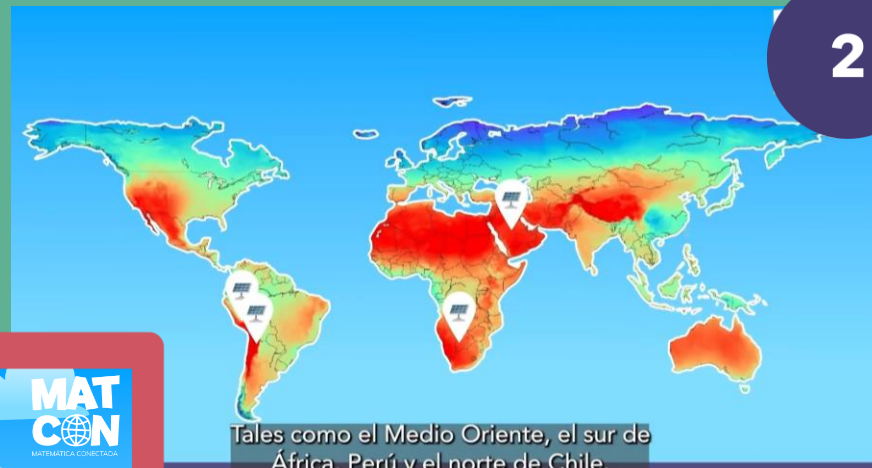 2
MAT
CON
MATEMÁTICA CONECTADA
Tales como el Medio Oriente, el sur de
África, Perú y el norte de Chile